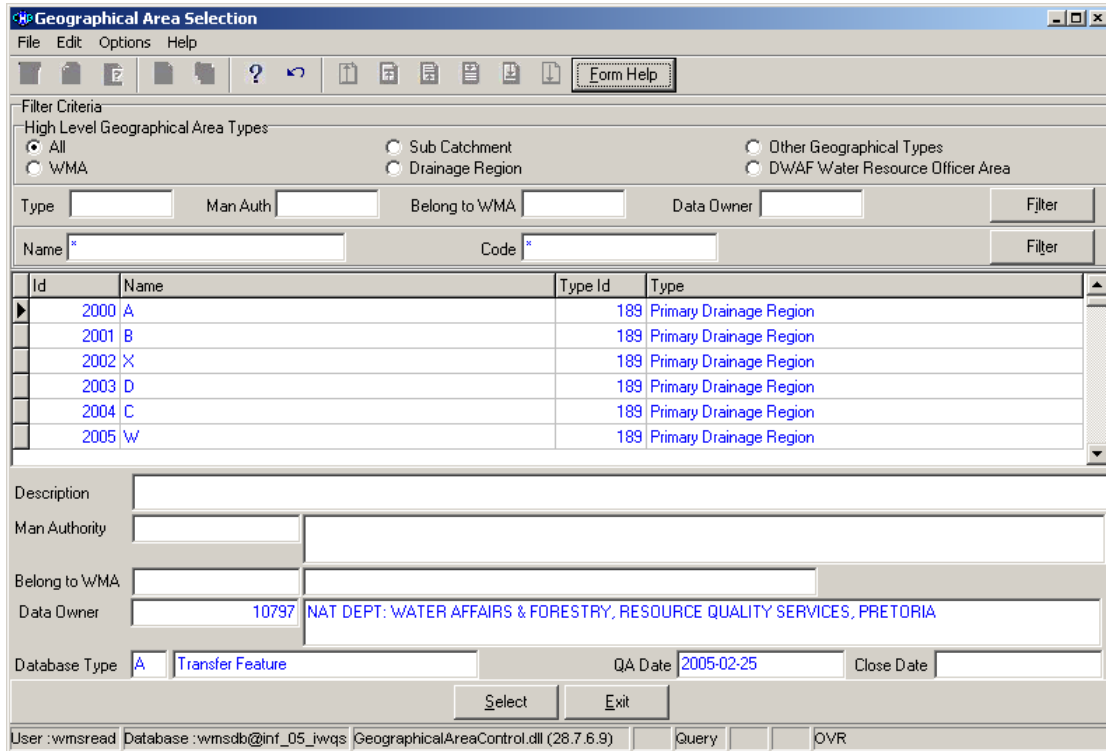 Geographical Area Selection
File Edit Options Help
? Form Help
Filter Criteria
High Level Geographical Area Types
All Sub Catchment Other Geographical Types
WMA Drainage Region DWAF Water Resource Officer Area
Type Man Auth Belong to WMA Data Owner Filter
Name * Code * Filter
Id Name Type Id Type
2000 A 189 Primary Drainage Region
2001 B 189 Primary Drainage Region
2002 X 189 Primary Drainage Region
2003 D 189 Primary Drainage Region
2004 C 189 Primary Drainage Region
2005 W 189 Primary Drainage Region
Description
Man Authority
Belong to WMA
Data Owner 10797 NAT DEPT: WATER AFFAIRS & FORESTRY, RESOURCE QUALITY SERVICES, PRETORIA
Database Type A Transfer Feature QA Date 2005-02-25 Close Date
Select Exit
User :wmsread Database :wmsdb@inf_05_iwqs GeographicalAreaControl.dll (28.7.6.9) Query OVR